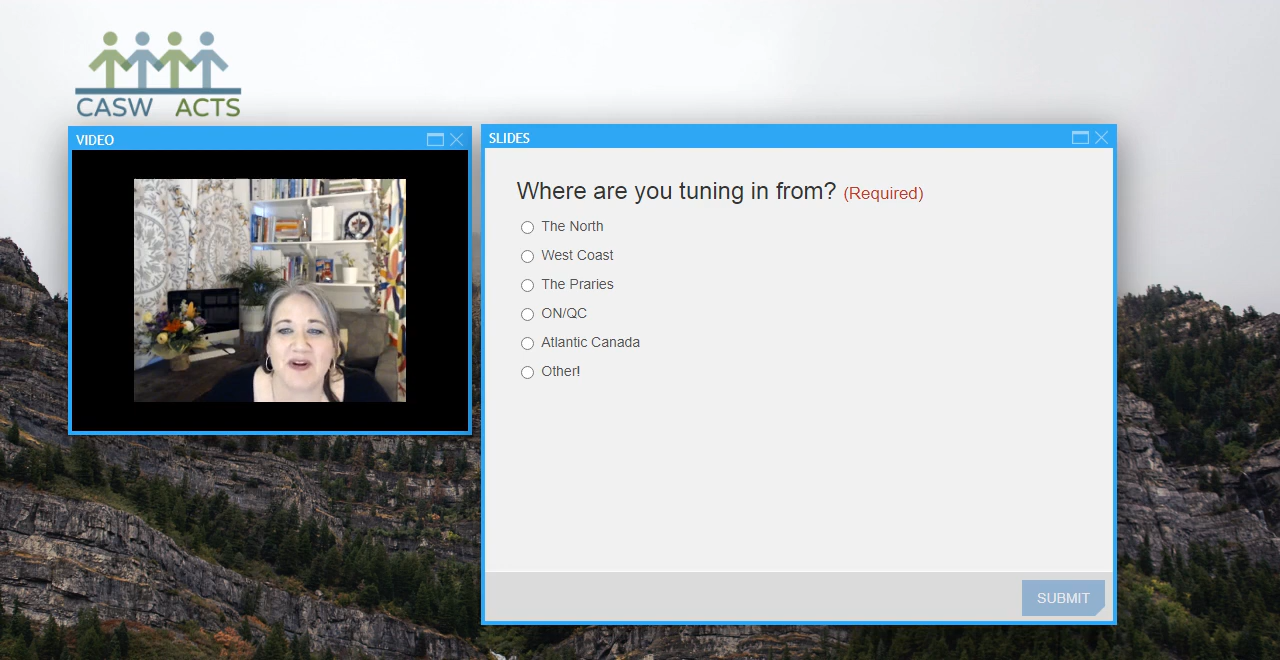 CASW ACTS
VIDEO
SLIDES
Where are you tuning in from? (Required)
The North
West Coast
The Praries
ON/QC
Atlantic Canada
Other!
SUBMIT